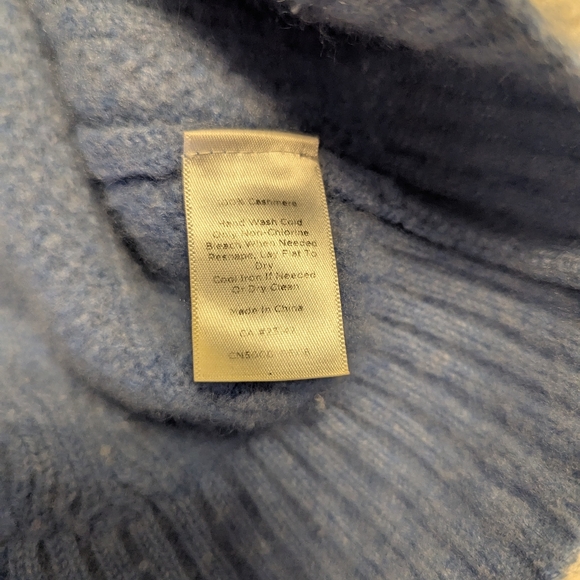 100% Cashmere
Hand Wash Cold
Only Non-Chlorine
Bleach When Needed
Reshape, Lay Flat To
Dry
Cool Iron If Needed
Or Dry Clean
Made In China
CA